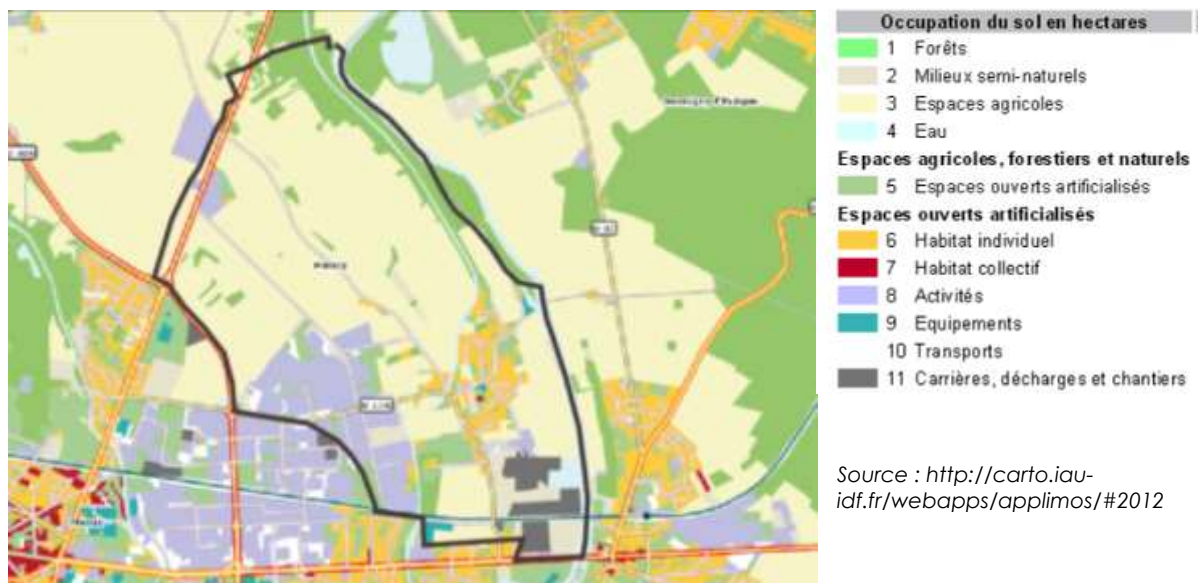 Occupation du sol en hectares
1 Forêts
2 Milieux semi-naturels
3 Espaces agricoles
4 Eau
Espaces agricoles, forestiers et naturels
5 Espaces ouverts artificialisés
Espaces ouverts artificialisés
6 Habitat individuel
7 Habitat collectif
8 Activités
9 Equipements
10 Transports
11 Carrières, décharges et chantiers
Source : http://carto.iau-
idf.fr/webapps/applimos/#2012